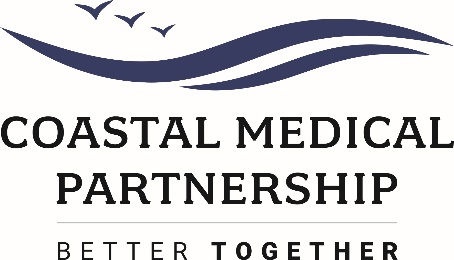 COASTAL MEDICAL
PARTNERSHIP
BETTER TOGETHER